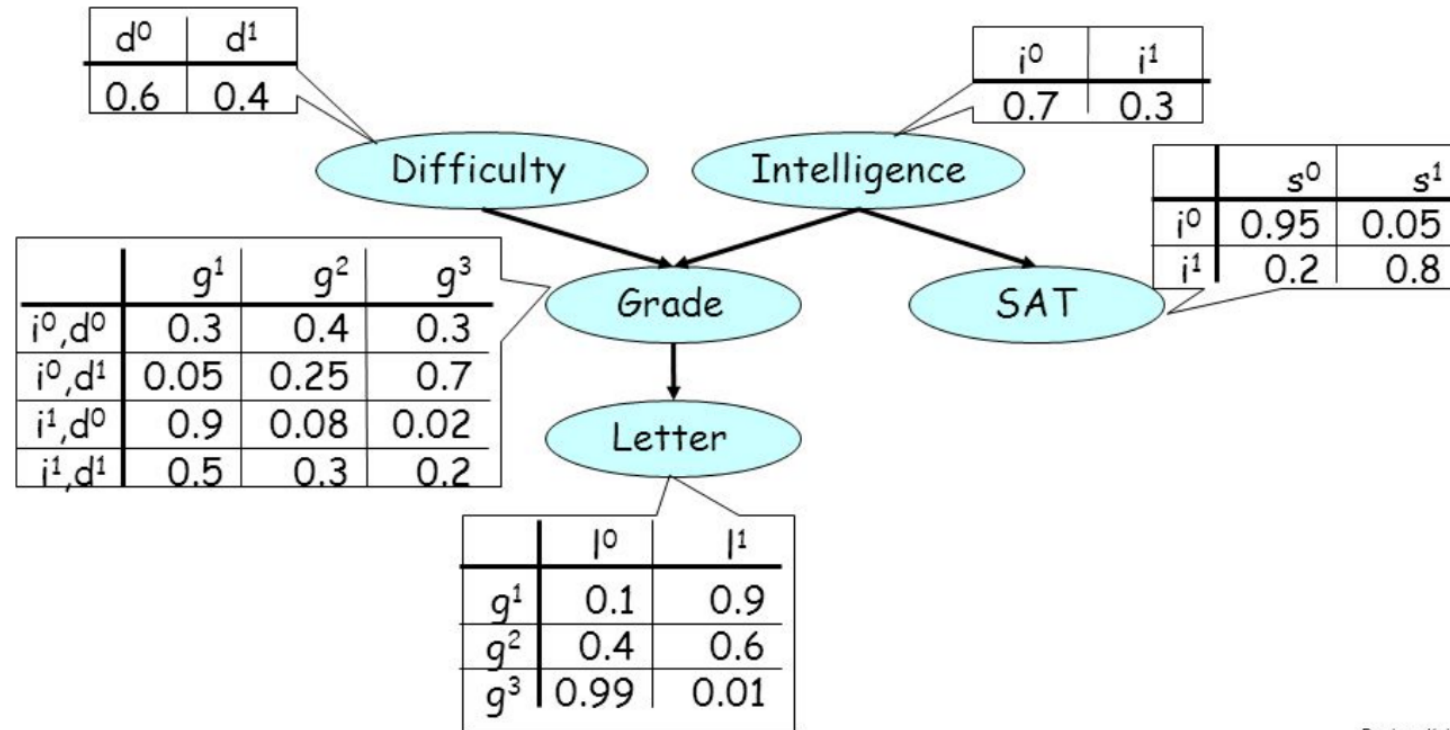 d⁰ d¹
0.6 0.4
i⁰ i¹
0.7 0.3
Difficulty
Intelligence
s⁰ s¹
i⁰ 0.95 0.05
i¹ 0.2 0.8
g¹ g² g³
i⁰,d⁰ 0.3 0.4 0.3
i⁰,d¹ 0.05 0.25 0.7
i¹,d⁰ 0.9 0.08 0.02
i¹,d¹ 0.5 0.3 0.2
Grade
SAT
Letter
l⁰ l¹
g¹ 0.1 0.9
g² 0.4 0.6
g³ 0.99 0.01